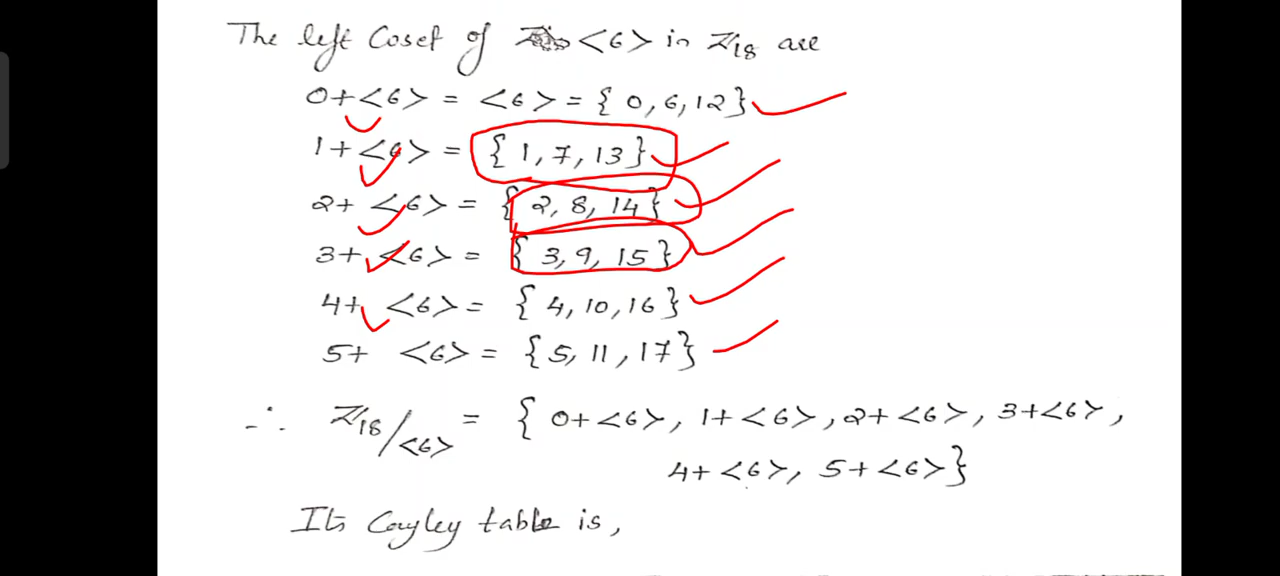 The left Coset of <6> in Z18 are
0+<6> = <6> = { 0, 6, 12}
1+<6> = { 1, 7, 13}
2+ <6> = { 2, 8, 14}
3+ <6> = { 3, 9, 15}
4+ <6> = { 4, 10, 16}
5+ <6> = { 5, 11, 17}
∴ Z18/<6> = { 0+<6>, 1+<6>, 2+<6>, 3+<6>,
4+<6>, 5+<6>}
Its Cayley table is,